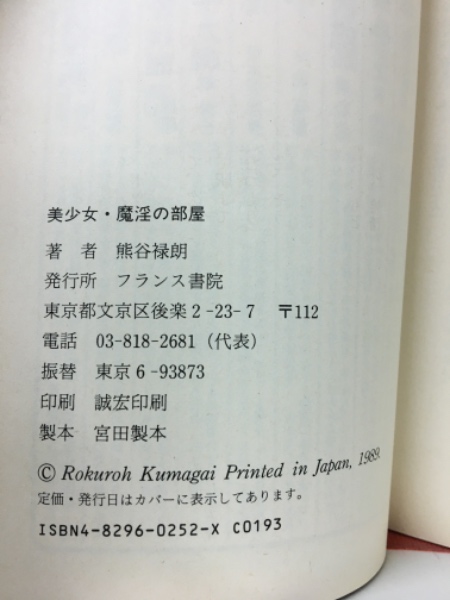 美少女・魔淫の部屋
著　者　熊谷禄朗
発行所　フランス書院
東京都文京区後楽2-23-7　〒112
電話　03-818-2681（代表）
振替　東京6-93873
印刷　誠宏印刷
製本　宮田製本
© Rokuroh Kumagai Printed in Japan, 1989.
定価・発行日はカバーに表示してあります。
ISBN4-8296-0252-X C0193